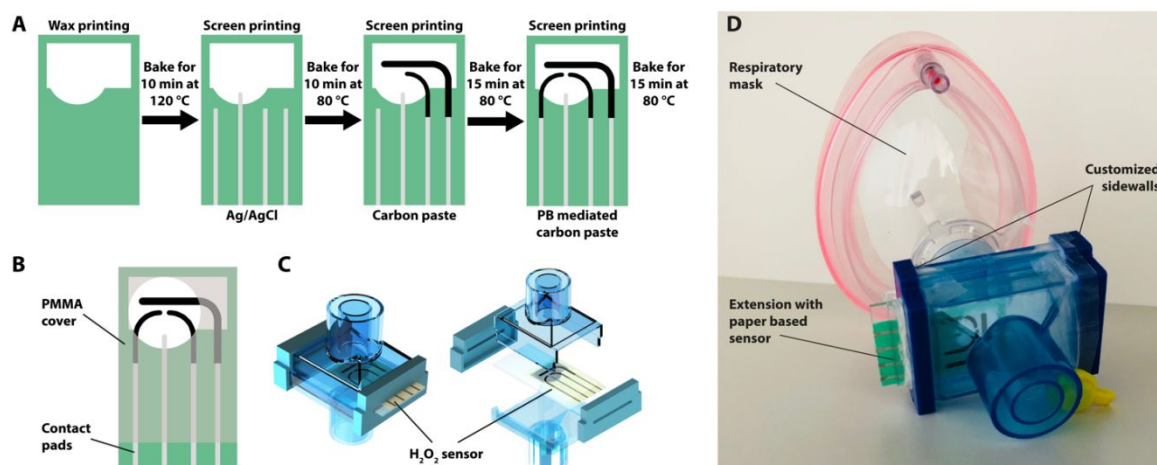 A
Wax printing
Bake for
10 min at
120 °C
Screen printing
Ag/AgCl
Bake for
10 min at
80 °C
Screen printing
Carbon paste
Bake for
15 min at
80 °C
Screen printing
PB mediated
carbon paste
Bake for
15 min at
80 °C
B
PMMA
cover
Contact
pads
C
H₂O₂ sensor
D
Respiratory
mask
Customized
sidewalls
Extension with
paper based
sensor